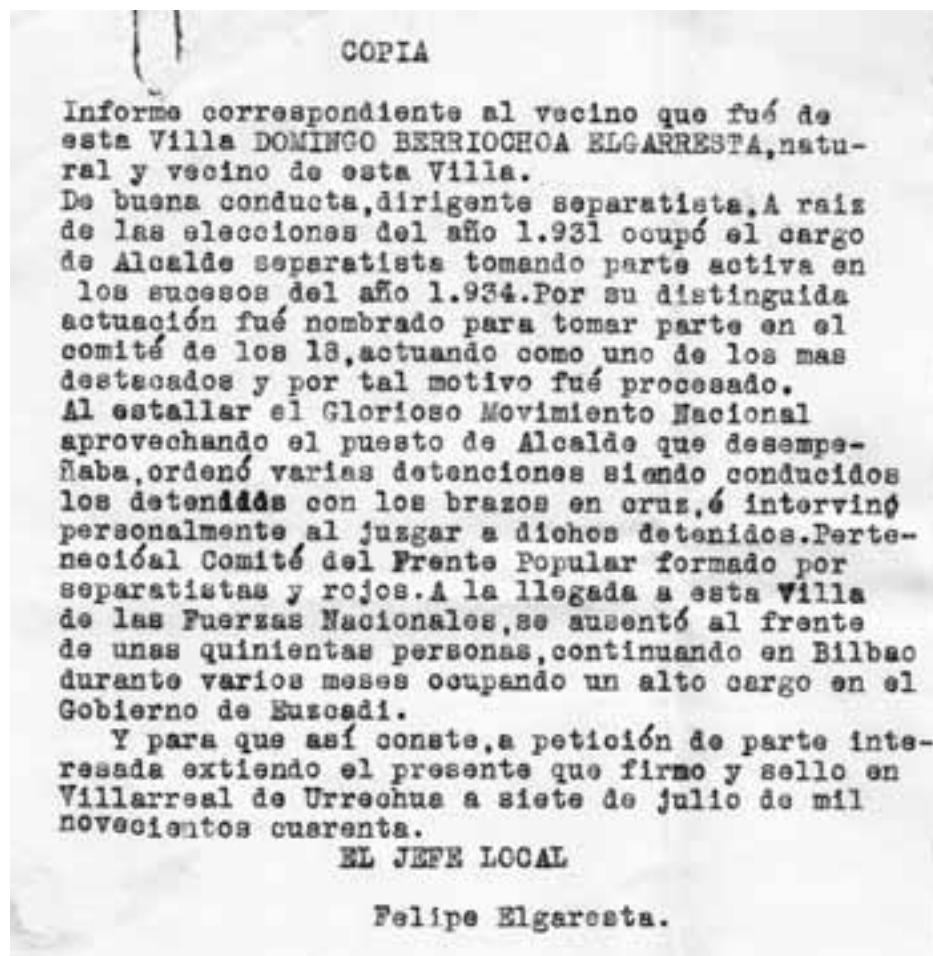 COPIA
Informe correspondiente al vecino que fué de
esta Villa DOMINGO BERRIOCHOA ELGARRESTA,natu-
ral y vecino de esta Villa.
De buena conducta,dirigente separatista.A raiz
de las elecciones del año 1.931 ocupó el cargo
de Alcalde separatista tomando parte activa en
los sucesos del año 1.934.Por su distinguida
actuación fué nombrado para tomar parte en el
comité de los 18,actuando como uno de los mas
destacados y por tal motivo fué procesado.
Al estallar el Glorioso Movimiento Nacional
aprovechando el puesto de Alcalde que desempe-
ñaba,ordenó varias detenciones siendo conducidos
los detenidos con los brazos en cruz,é intervino
personalmente al juzgar a dichos detenidos.Perte-
necióal Comité del Frente Popular formado por
separatistas y rojos.A la llegada a esta Villa
de las Fuerzas Nacionales,se ausentó al frente
de unas quinientas personas,continuando en Bilbao
durante varios meses ocupando un alto cargo en el
Gobierno de Euzcadi.
Y para que así conste,a petición de parte inte-
resada extiendo el presente que firmo y sello en
Villarreal de Urrechua a siete de julio de mil
novecientos cuarenta.
EL JEFE LOCAL
Felipe Elgaresta.